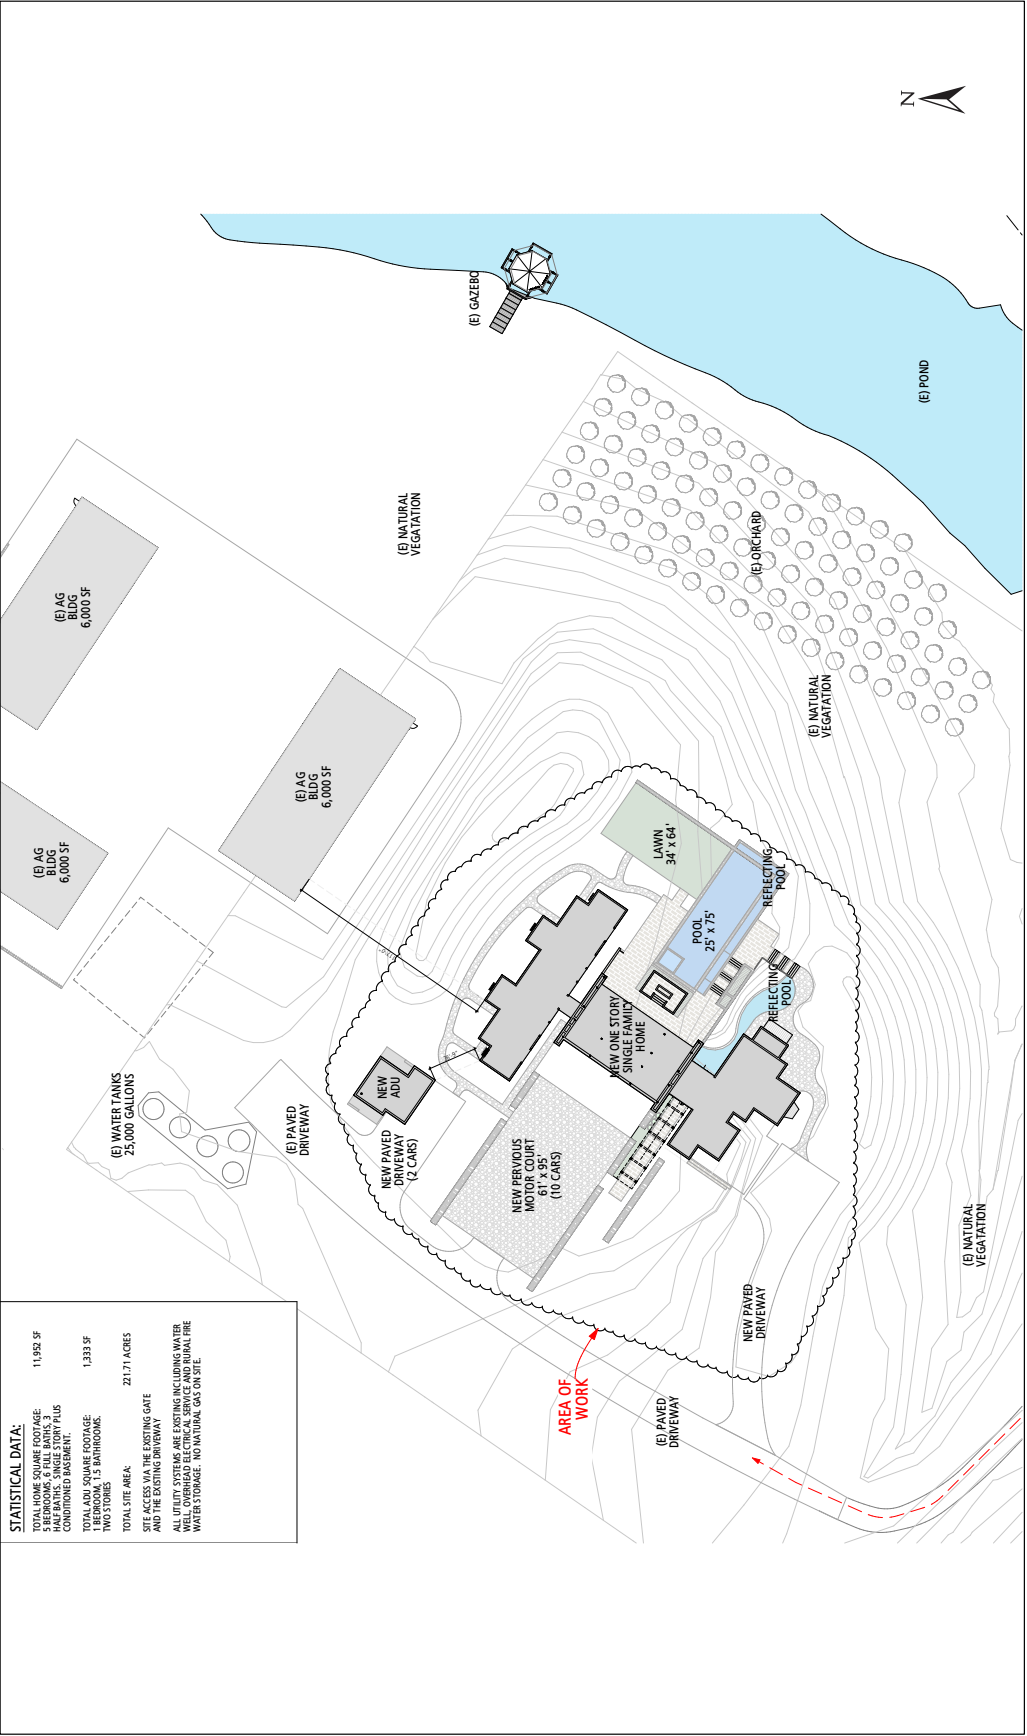 STATISTICAL DATA:
TOTAL HOME SQUARE FOOTAGE: 11,952 SF
5 BEDROOMS, 6 FULL BATHS, 3
HALF BATHS. SINGLE STORY PLUS
CONDITIONED BASEMENT.
TOTAL ADU SQUARE FOOTAGE: 1,333 SF
1 BEDROOM, 1.5 BATHROOMS.
TWO STORIES
TOTAL SITE AREA: 221.71 ACRES
SITE ACCESS VIA THE EXISTING GATE
AND THE EXISTING DRIVEWAY
ALL UTILITY SYSTEMS ARE EXISTING INCLUDING WATER
WELL, OVERHEAD ELECTRICAL SERVICE AND RURAL FIRE
WATER STORAGE. NO NATURAL GAS ON SITE.
(E) WATER TANKS
25,000 GALLONS
(E) AG
BLDG
6,000 SF
(E) AG
BLDG
6,000 SF
(E) AG
BLDG
6,000 SF
(E) PAVED
DRIVEWAY
NEW
ADU
NEW PAVED
DRIVEWAY
(2 CARS)
(E) NATURAL
VEGATATION
(E) GAZEBO
NEW PERVIOUS
MOTOR COURT
61' x 95'
(10 CARS)
AREA OF
WORK
NEW ONE STORY
SINGLE FAMILY
HOME
LAWN
34' x 64'
POOL
25' x 75'
REFLECTING
POOL
REFLECTING
POOL
(E) ORCHARD
(E) PAVED
DRIVEWAY
NEW PAVED
DRIVEWAY
(E) NATURAL
VEGATATION
(E) POND
(E) NATURAL
VEGATATION
N